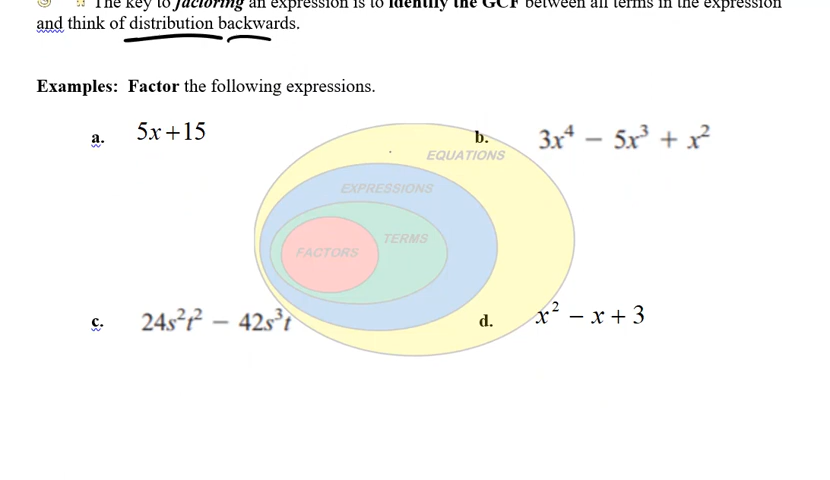 The key to factoring an expression is to identify the GCF between all terms in the expression
and think of distribution backwards.
Examples: Factor the following expressions.
a. 5x+15
b. 3x⁴ − 5x³ + x²
EQUATIONS
EXPRESSIONS
TERMS
FACTORS
c. 24s²t² − 42s³t
d. x² − x + 3